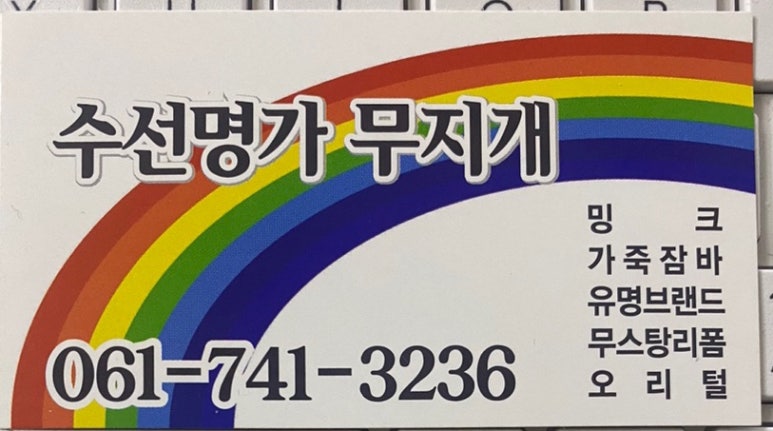 수선명가 무지개
밍 크
가죽잠바
유명브랜드
무스탕리폼
오리털
061-741-3236